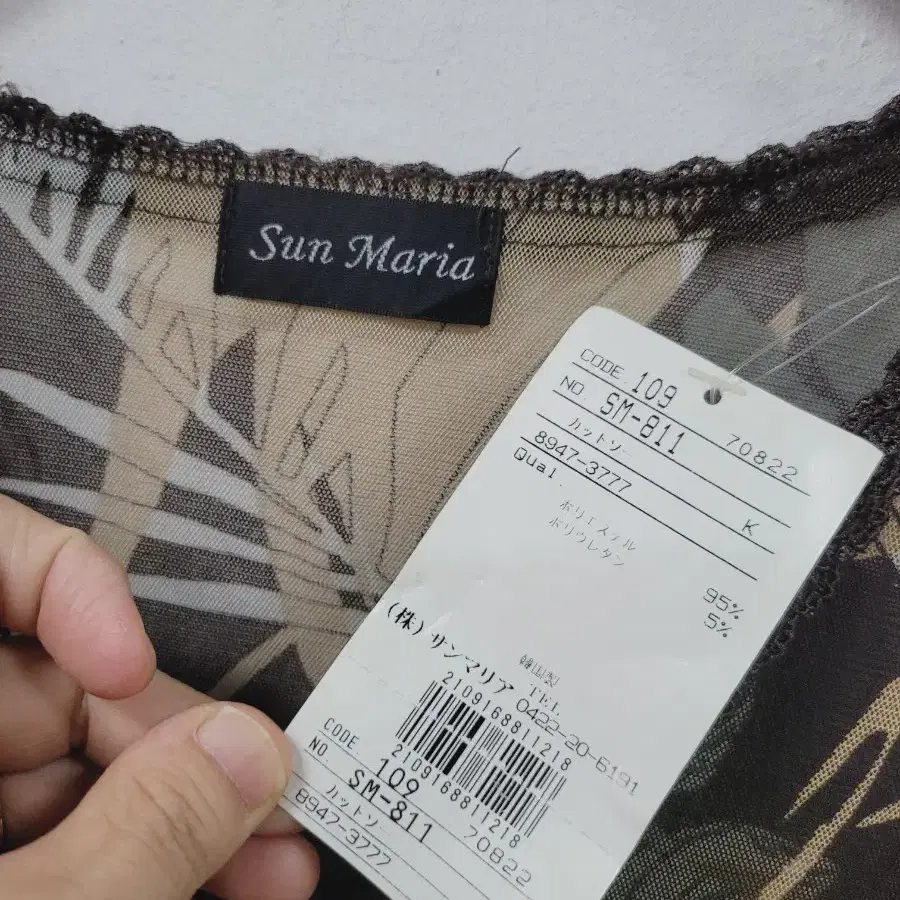 Sun Maria
CODE. 109 70822
NO. SM-811
カットソー K
8947-3777
Qual.
ポリエステル 95%
ポリウレタン 5%
韓国製
(株)サンマリア TEL 0422-20-6191
2109168811218
2109168811218
CODE. 109 70822
NO. SM-811
カットソー
8947-3777